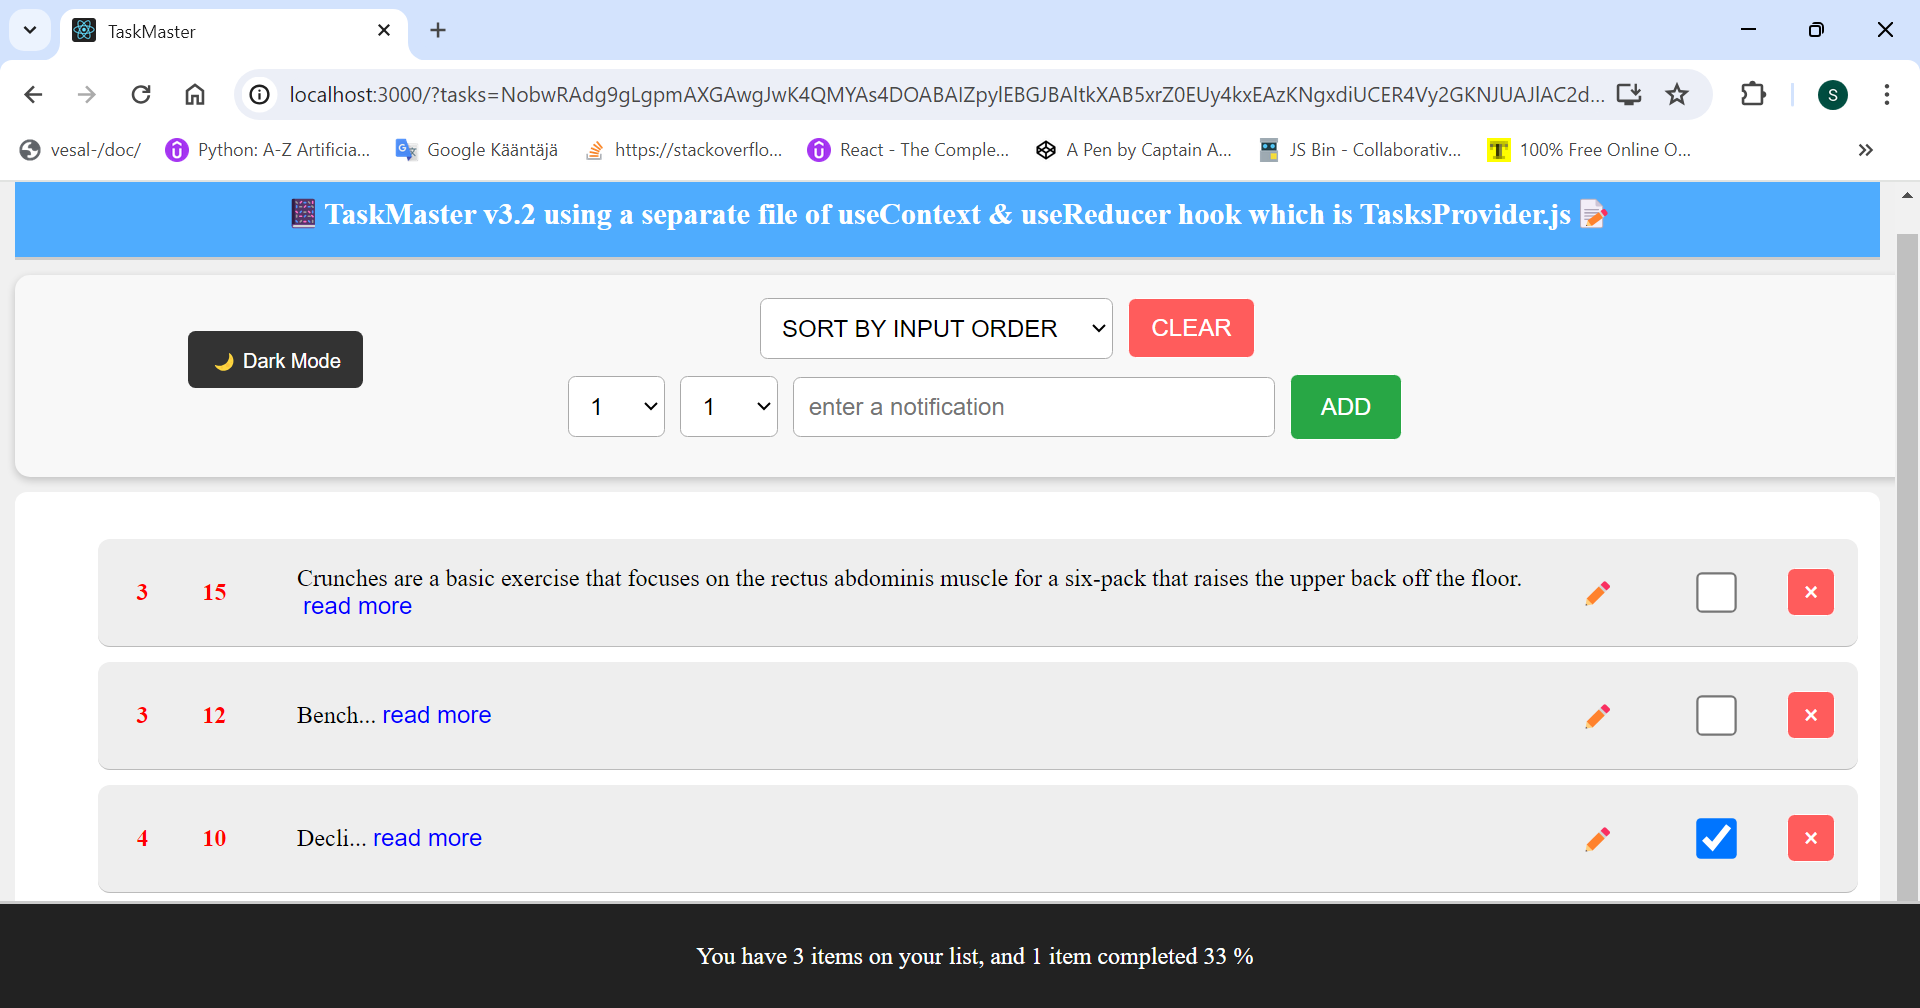 TaskMaster
localhost:3000/?tasks=NobwRAdg9gLgpmAXGAwgJwK4QMYAs4DOABAIZpylEBGJBAltkXAB5xrZ0EUy4kxEAzKNgxdiUCER4Vy2GKNJUAJlAC2d...
S
vesal-/doc/ Python: A-Z Artificia... Google Kääntäjä https://stackoverflo... React - The Comple... A Pen by Captain A... JS Bin - Collaborativ... 100% Free Online O...
TaskMaster v3.2 using a separate file of useContext & useReducer hook which is TasksProvider.js
SORT BY INPUT ORDER CLEAR
Dark Mode
1 1 enter a notification ADD
3 15 Crunches are a basic exercise that focuses on the rectus abdominis muscle for a six-pack that raises the upper back off the floor.
read more
3 12 Bench... read more
4 10 Decli... read more
You have 3 items on your list, and 1 item completed 33 %